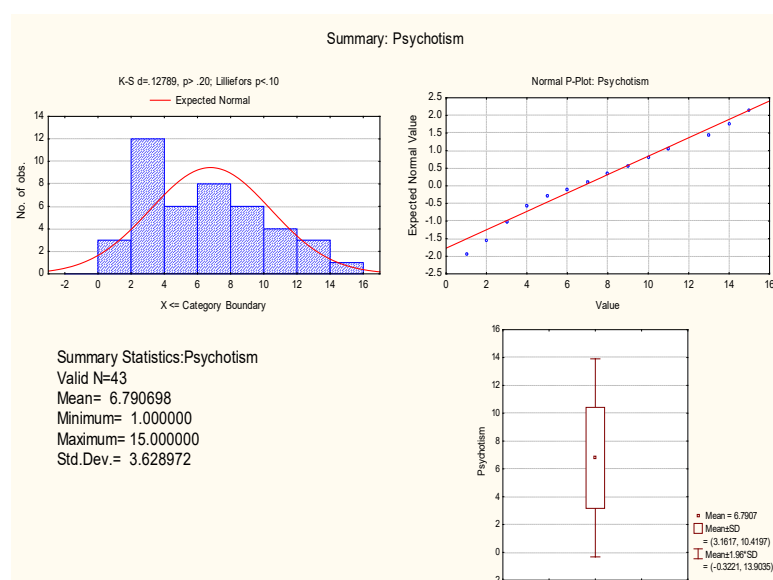 Summary: Psychotism
K-S d=.12789, p> .20; Lilliefors p<.10
Expected Normal
14
12
10
8
6
4
2
0
No. of obs.
-2 0 2 4 6 8 10 12 14 16
X <= Category Boundary
Normal P-Plot: Psychotism
2.5
2.0
1.5
1.0
0.5
0.0
-0.5
-1.0
-1.5
-2.0
-2.5
Expected Normal Value
0 2 4 6 8 10 12 14 16
Value
Summary Statistics:Psychotism
Valid N=43
Mean= 6.790698
Minimum= 1.000000
Maximum= 15.000000
Std.Dev.= 3.628972
16
14
12
10
8
6
4
2
0
-2
Psychotism
Mean = 6.7907
Mean±SD
= (3.1617, 10.4197)
Mean±1.96*SD
= (-0.3221, 13.9035)